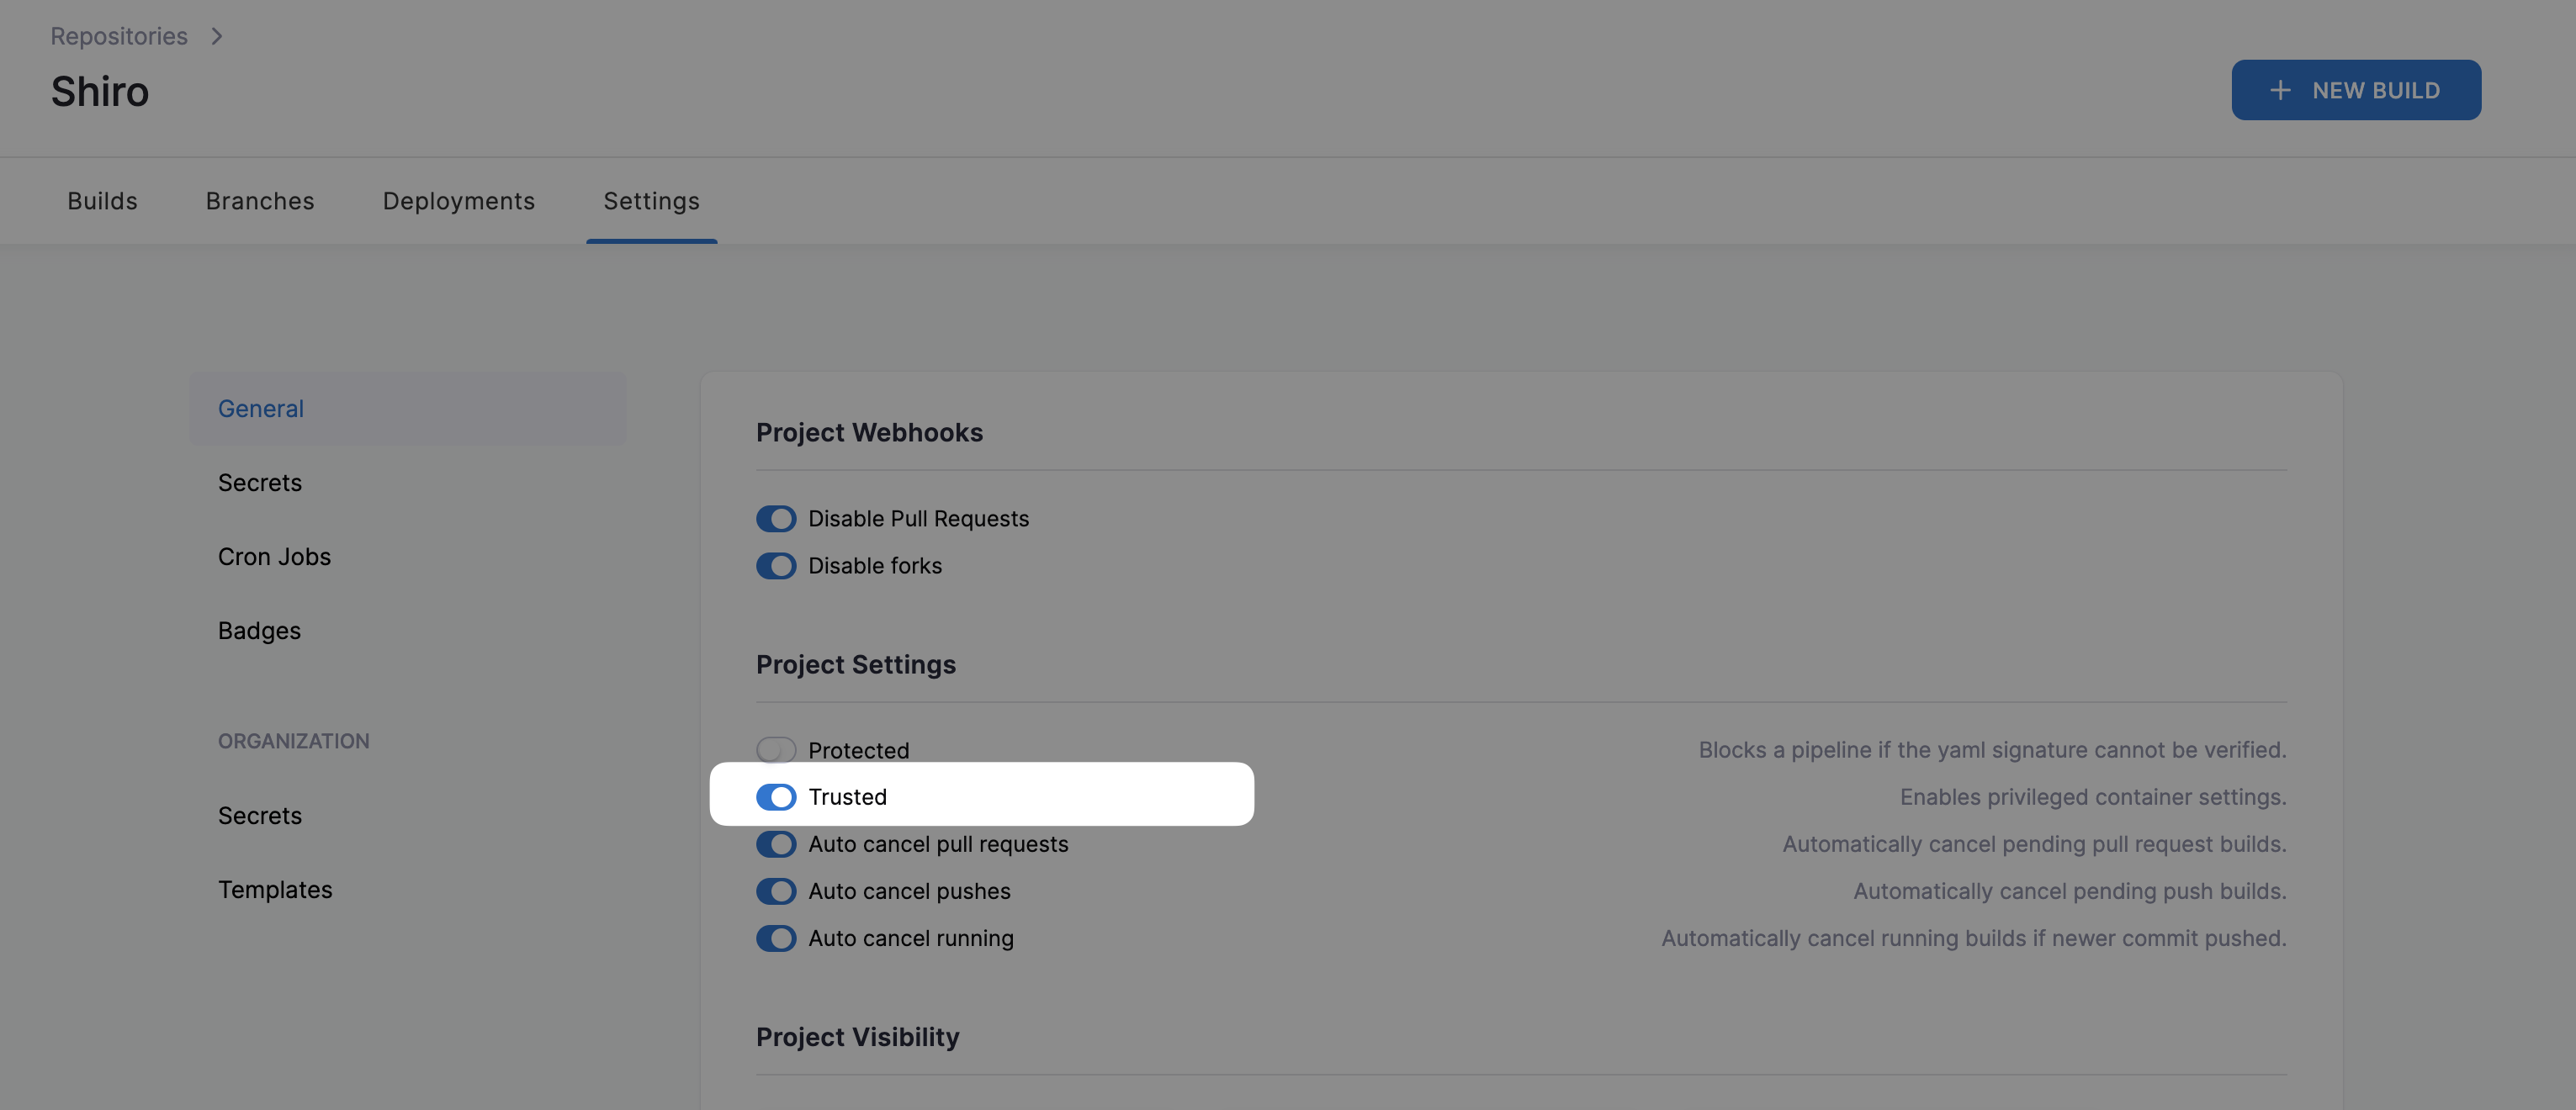 Repositories
Shiro
NEW BUILD
Builds
Branches
Deployments
Settings
General
Secrets
Cron Jobs
Badges
ORGANIZATION
Secrets
Templates
Project Webhooks
Disable Pull Requests
Disable forks
Project Settings
Protected
Blocks a pipeline if the yaml signature cannot be verified.
Trusted
Enables privileged container settings.
Auto cancel pull requests
Automatically cancel pending pull request builds.
Auto cancel pushes
Automatically cancel pending push builds.
Auto cancel running
Automatically cancel running builds if newer commit pushed.
Project Visibility